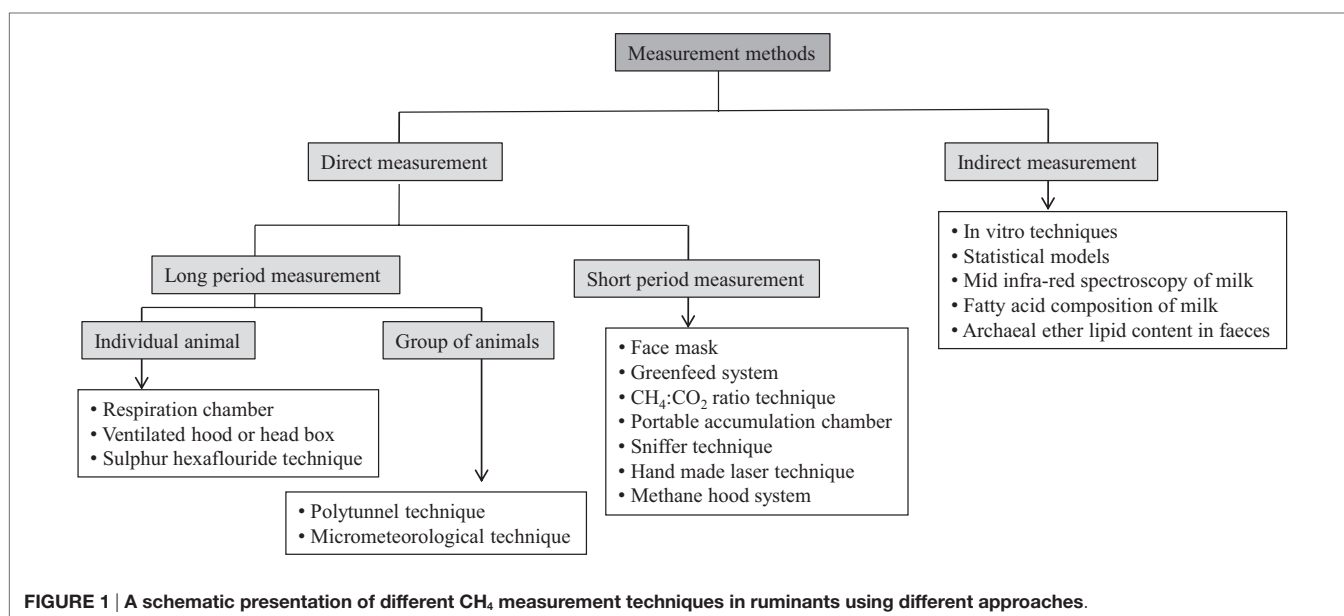 Measurement methods
Direct measurement
Indirect measurement
• In vitro techniques
• Statistical models
• Mid infra-red spectroscopy of milk
• Fatty acid composition of milk
• Archaeal ether lipid content in faeces
Long period measurement
Short period measurement
Individual animal
Group of animals
• Respiration chamber
• Ventilated hood or head box
• Sulphur hexaflouride technique
• Polytunnel technique
• Micrometeorological technique
• Face mask
• Greenfeed system
• CH₄:CO₂ ratio technique
• Portable accumulation chamber
• Sniffer technique
• Hand made laser technique
• Methane hood system
FIGURE 1 | A schematic presentation of different CH₄ measurement techniques in ruminants using different approaches.